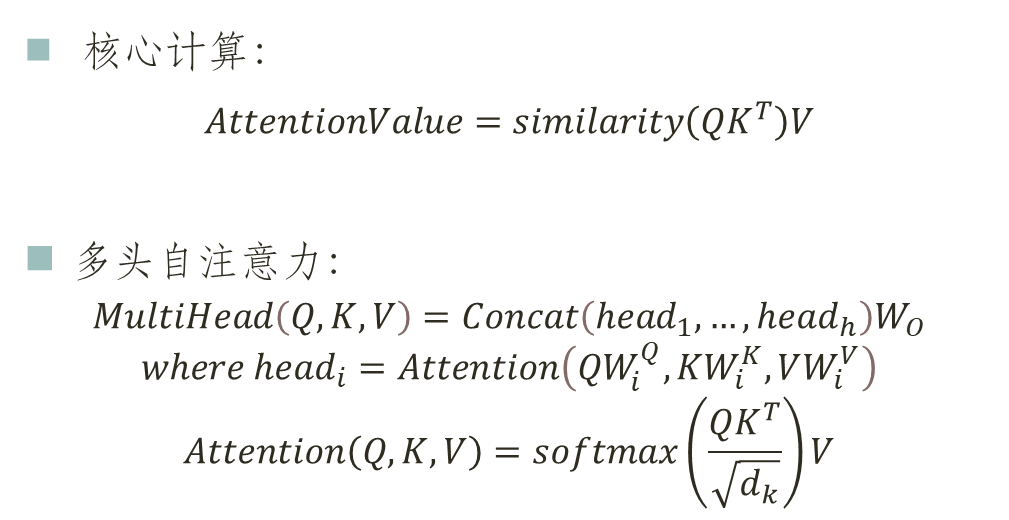 核心计算：
AttentionValue = similarity(QK^T)V
多头自注意力：
MultiHead(Q, K, V) = Concat(head_1, …, head_h)W_O
where head_i = Attention(QW_i^Q, KW_i^K, VW_i^V)
Attention(Q, K, V) = softmax(QK^T / √d_k)V